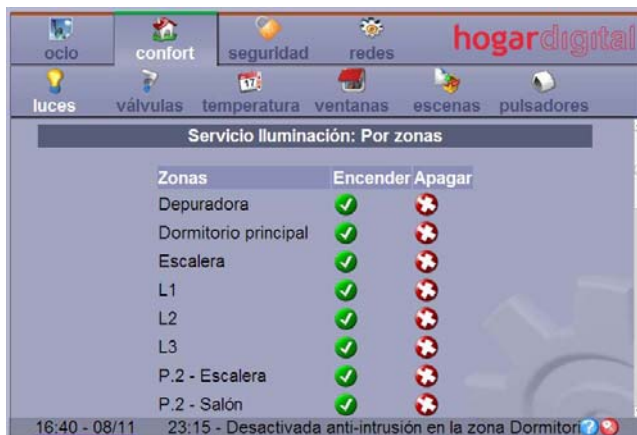 hogardigital
ocio confort seguridad redes
17
luces válvulas temperatura ventanas escenas pulsadores
Servicio Iluminación: Por zonas
Zonas Encender Apagar
Depuradora
Dormitorio principal
Escalera
L1
L2
L3
P.2 - Escalera
P.2 - Salón
16:40 - 08/11 23:15 - Desactivada anti-intrusión en la zona Dormitori
?